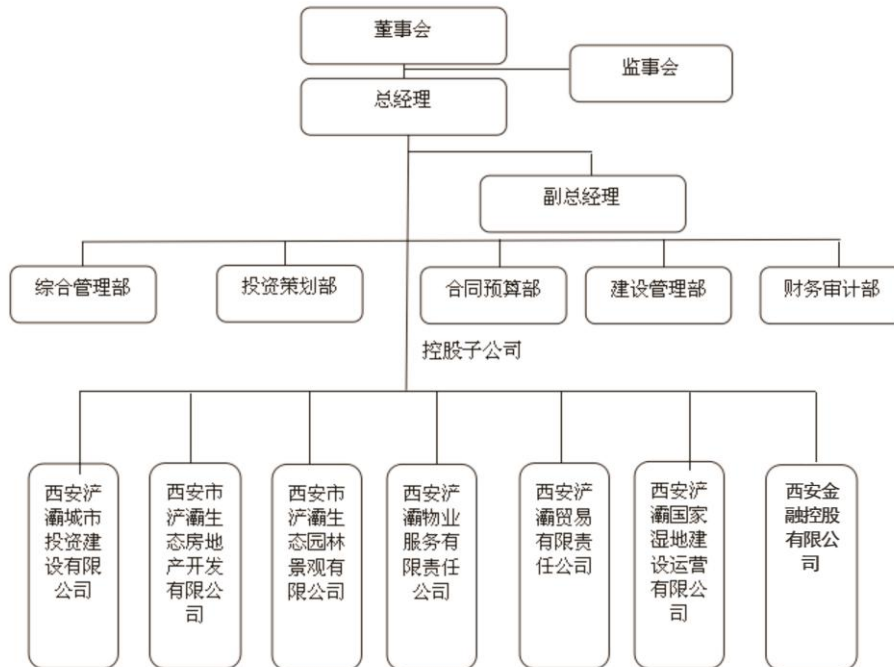 董事会
监事会
总经理
副总经理
综合管理部
投资策划部
合同预算部
建设管理部
财务审计部
控股子公司
西安浐
灞城市
投资建
设有限
公司
西安市
浐灞生
态房地
产开发
有限公
司
西安市
浐灞生
态园林
景观有
限公司
西安浐
灞物业
服务有
限责任
公司
西安浐
灞贸易
有限责
任公司
西安浐
灞国家
湿地建
设运营
有限公
司
西安金
融控股
有限公
司